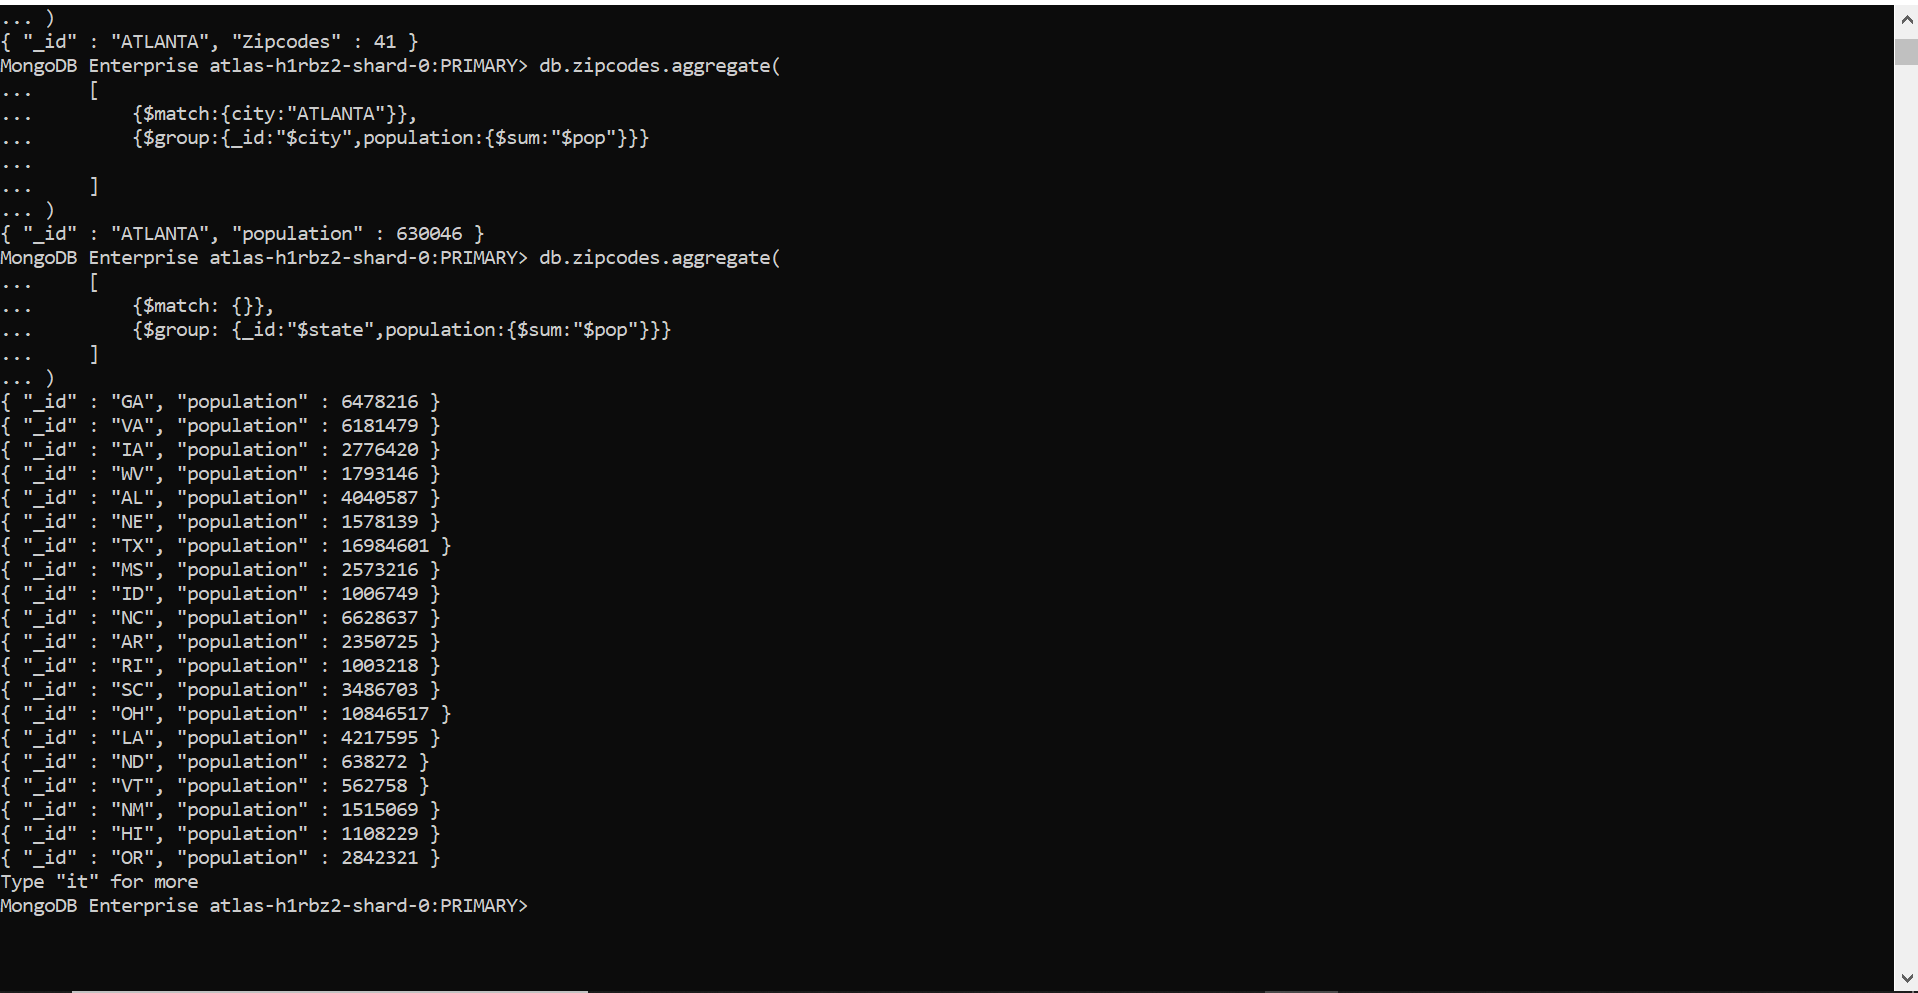 ... )
{ "_id" : "ATLANTA", "Zipcodes" : 41 }
MongoDB Enterprise atlas-h1rbz2-shard-0:PRIMARY> db.zipcodes.aggregate(
...     [
...         {$match:{city:"ATLANTA"}},
...         {$group:{_id:"$city",population:{$sum:"$pop"}}}
...
...     ]
... )
{ "_id" : "ATLANTA", "population" : 630046 }
MongoDB Enterprise atlas-h1rbz2-shard-0:PRIMARY> db.zipcodes.aggregate(
...     [
...         {$match: {}},
...         {$group: {_id:"$state",population:{$sum:"$pop"}}}
...     ]
... )
{ "_id" : "GA", "population" : 6478216 }
{ "_id" : "VA", "population" : 6181479 }
{ "_id" : "IA", "population" : 2776420 }
{ "_id" : "WV", "population" : 1793146 }
{ "_id" : "AL", "population" : 4040587 }
{ "_id" : "NE", "population" : 1578139 }
{ "_id" : "TX", "population" : 16984601 }
{ "_id" : "MS", "population" : 2573216 }
{ "_id" : "ID", "population" : 1006749 }
{ "_id" : "NC", "population" : 6628637 }
{ "_id" : "AR", "population" : 2350725 }
{ "_id" : "RI", "population" : 1003218 }
{ "_id" : "SC", "population" : 3486703 }
{ "_id" : "OH", "population" : 10846517 }
{ "_id" : "LA", "population" : 4217595 }
{ "_id" : "ND", "population" : 638272 }
{ "_id" : "VT", "population" : 562758 }
{ "_id" : "NM", "population" : 1515069 }
{ "_id" : "HI", "population" : 1108229 }
{ "_id" : "OR", "population" : 2842321 }
Type "it" for more
MongoDB Enterprise atlas-h1rbz2-shard-0:PRIMARY>